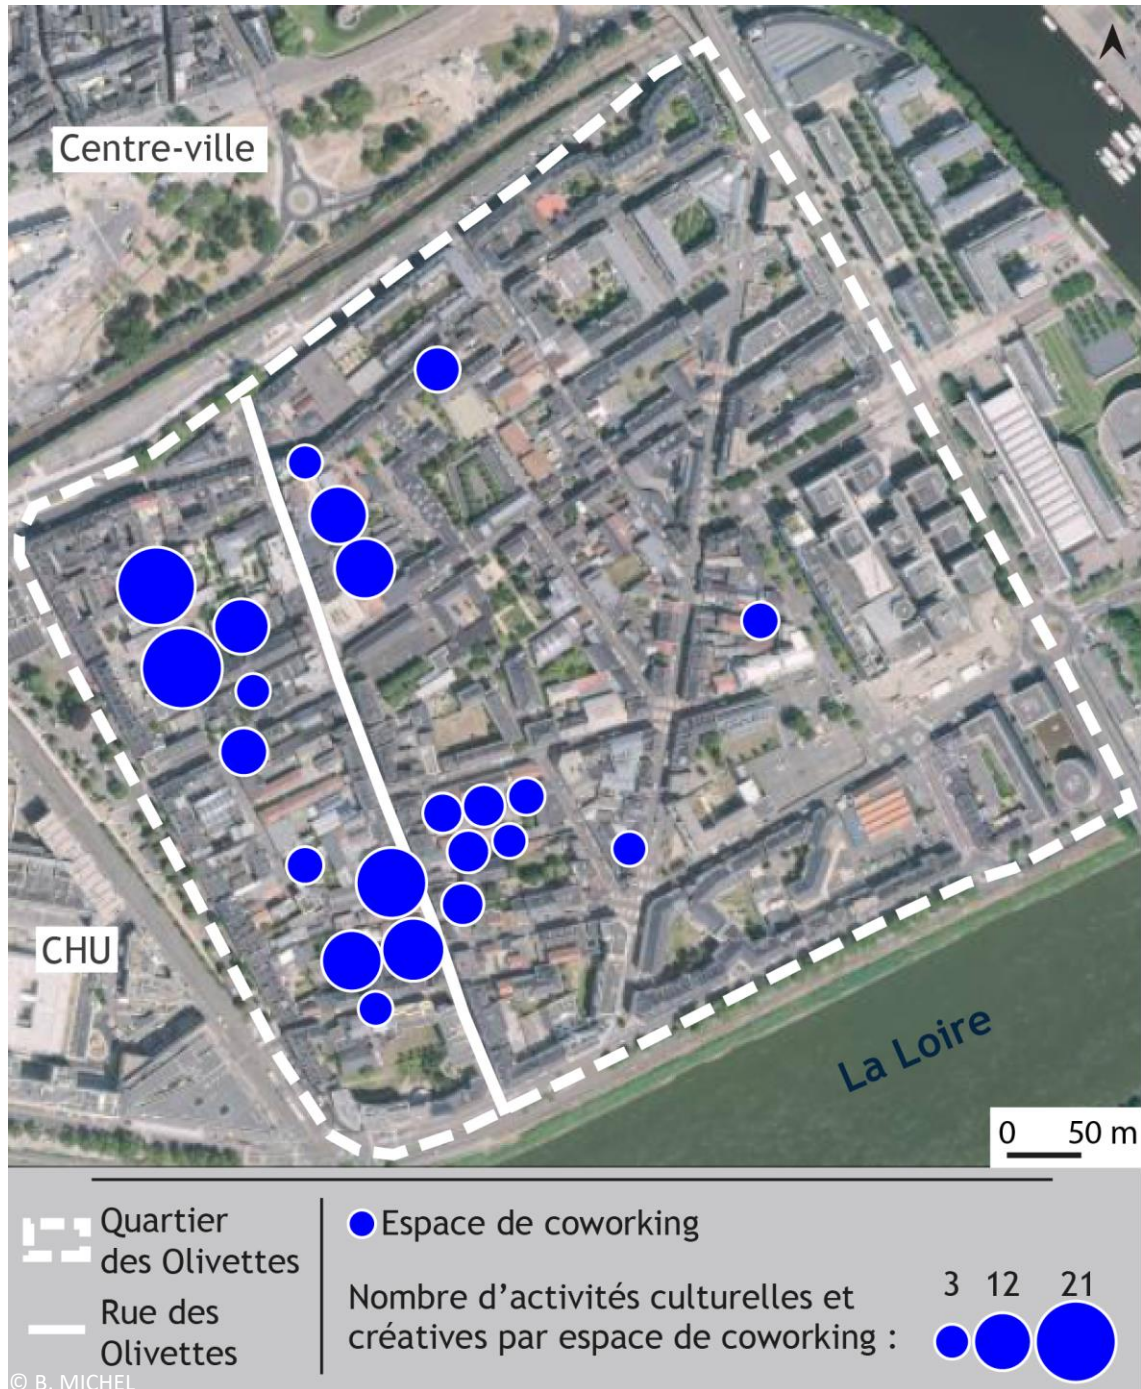 Centre-ville
CHU
La Loire
0 50 m
Quartier
des Olivettes
Rue des
Olivettes
Espace de coworking
Nombre d'activités culturelles et
créatives par espace de coworking :
3 12 21
© B. MICHEL